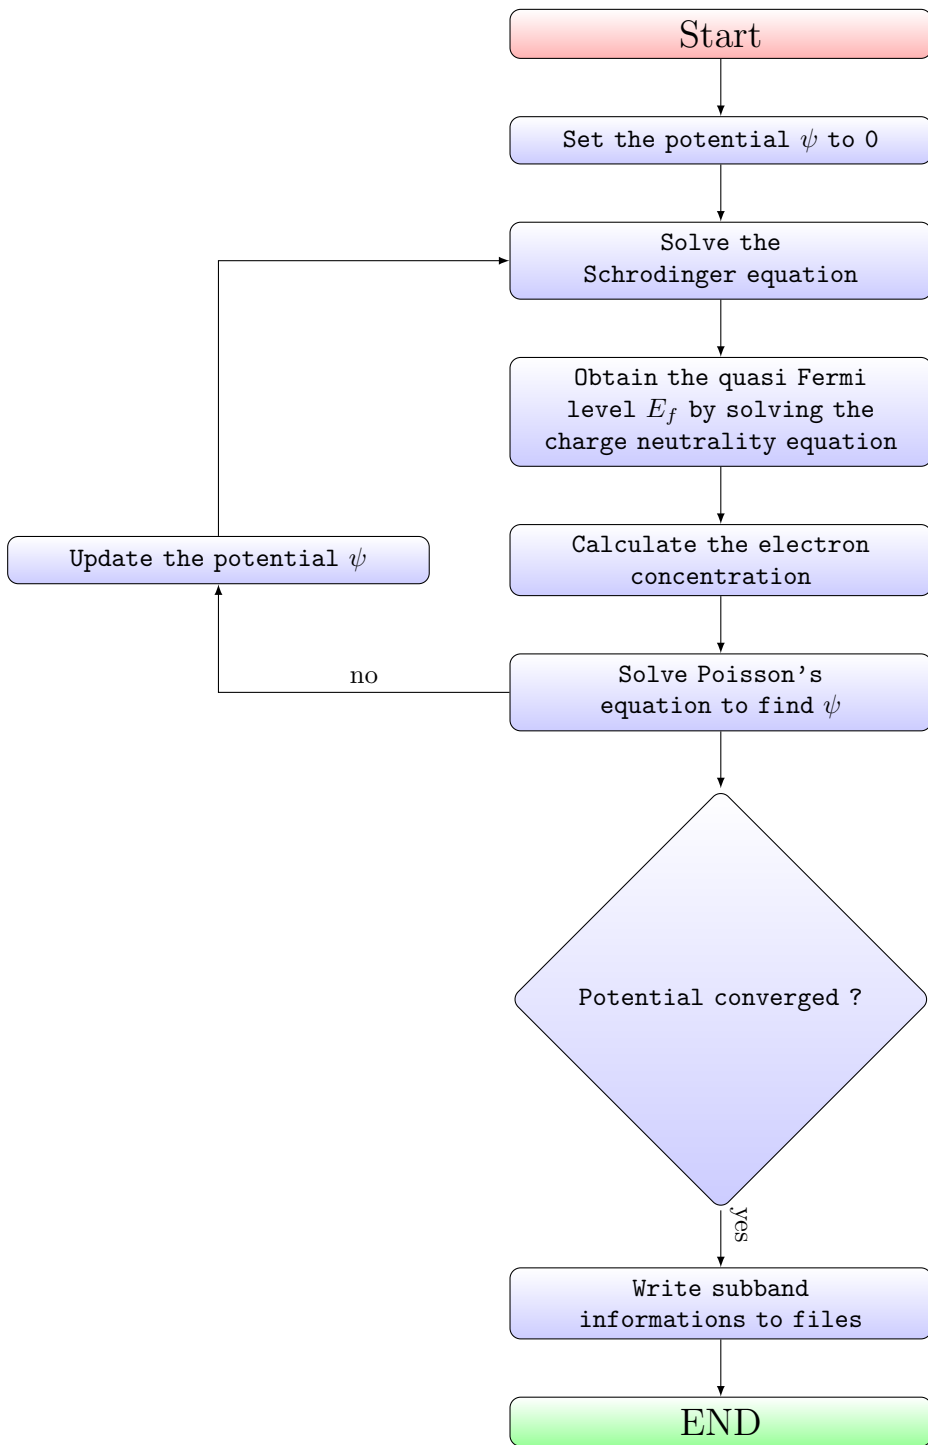 Start
Set the potential ψ to 0
Solve the
Schrodinger equation
Obtain the quasi Fermi
level E_f by solving the
charge neutrality equation
Calculate the electron
concentration
Update the potential ψ
no
Solve Poisson's
equation to find ψ
Potential converged ?
yes
Write subband
informations to files
END